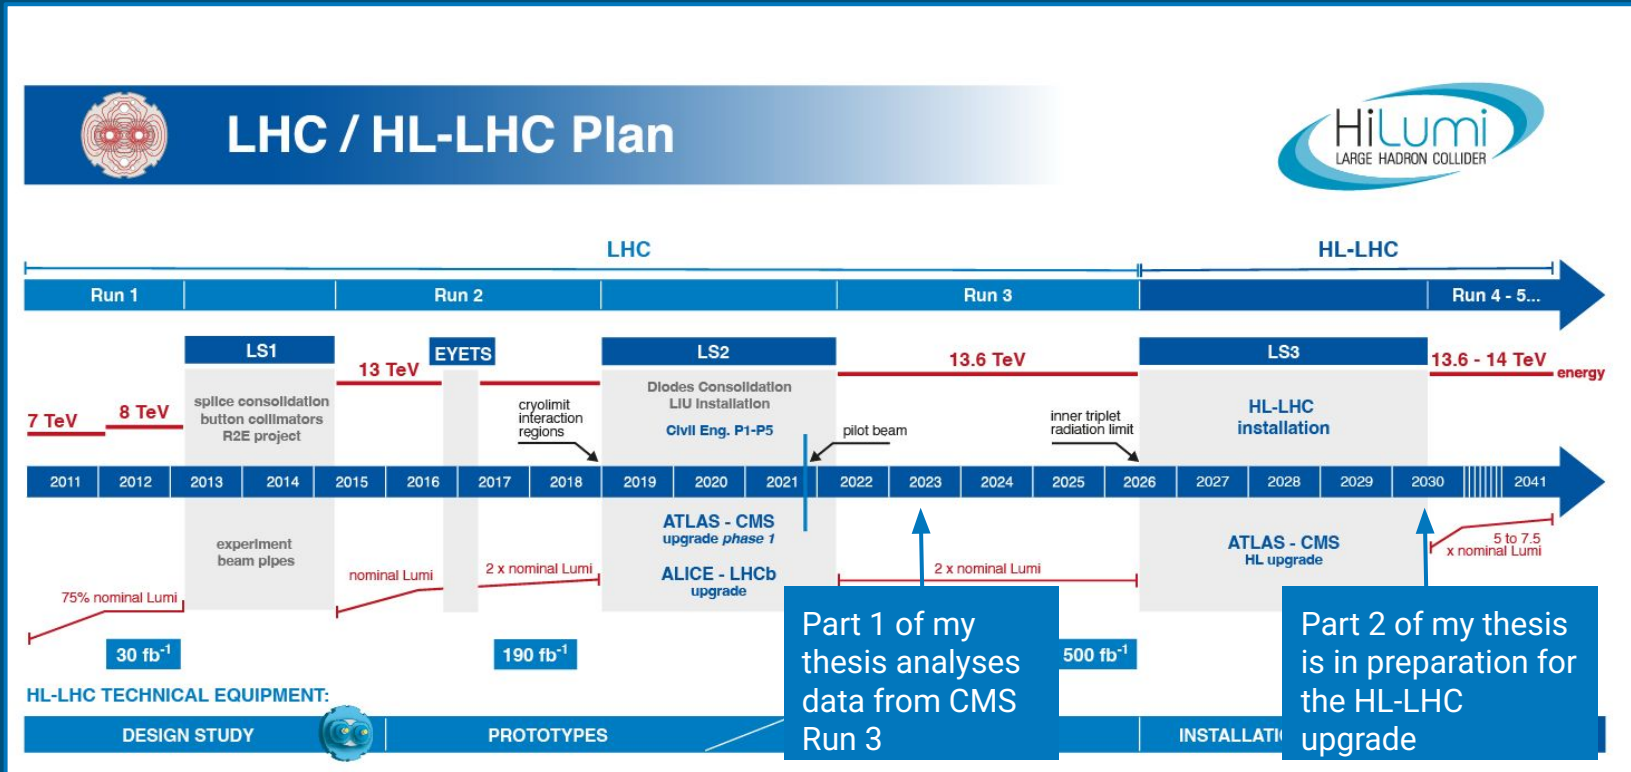 LHC / HL-LHC Plan
HiLumi
LARGE HADRON COLLIDER
LHC
HL-LHC
Run 1
Run 2
Run 3
Run 4 - 5...
LS1
EYETS
LS2
LS3
13 TeV
13.6 TeV
13.6 - 14 TeV
energy
7 TeV
8 TeV
splice consolidation
button collimators
R2E project
cryolimit
interaction
regions
Diodes Consolidation
LIU Installation
Civil Eng. P1-P5
pilot beam
inner triplet
radiation limit
HL-LHC
installation
2011 2012 2013 2014 2015 2016 2017 2018 2019 2020 2021 2022 2023 2024 2025 2026 2027 2028 2029 2030 2041
experiment
beam pipes
ATLAS - CMS
upgrade phase 1
ALICE - LHCb
upgrade
ATLAS - CMS
HL upgrade
75% nominal Lumi
nominal Lumi
2 x nominal Lumi
2 x nominal Lumi
5 to 7.5
x nominal Lumi
30 fb⁻¹
190 fb⁻¹
500 fb⁻¹
Part 1 of my
thesis analyses
data from CMS
Run 3
Part 2 of my thesis
is in preparation for
the HL-LHC
upgrade
HL-LHC TECHNICAL EQUIPMENT:
DESIGN STUDY
PROTOTYPES